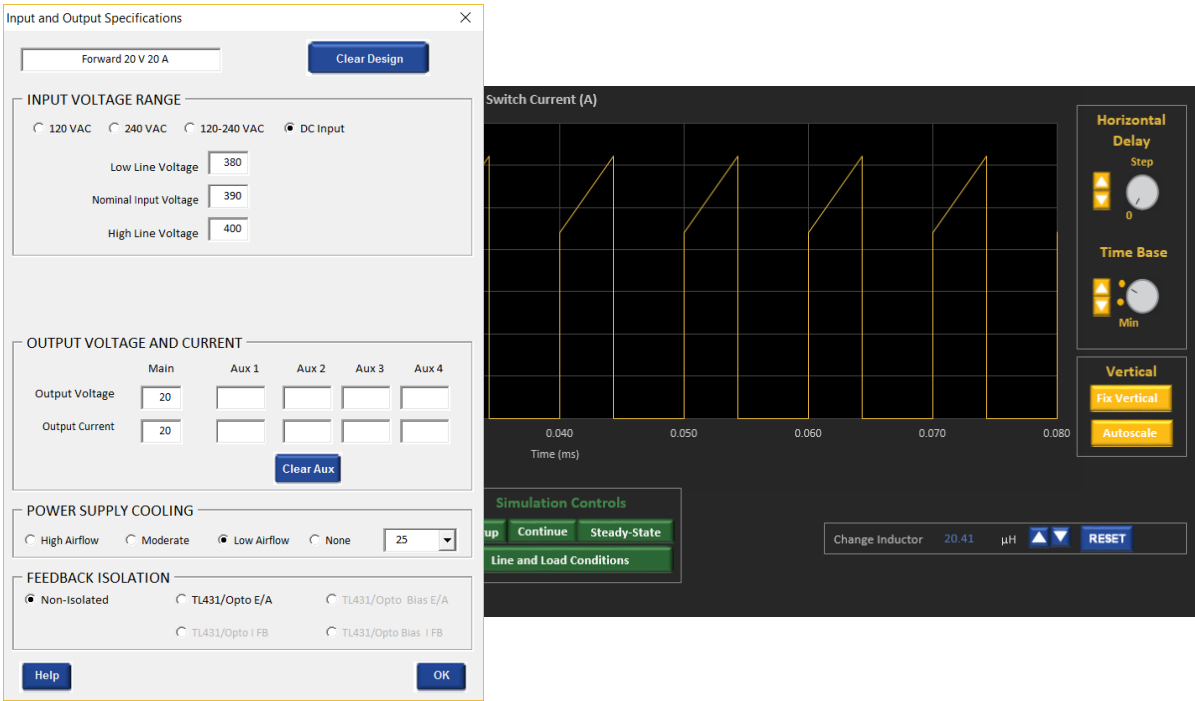 Input and Output Specifications
Forward 20 V 20 A
Clear Design
INPUT VOLTAGE RANGE
120 VAC 240 VAC 120-240 VAC DC Input
Low Line Voltage 380
Nominal Input Voltage 390
High Line Voltage 400
OUTPUT VOLTAGE AND CURRENT
Main Aux 1 Aux 2 Aux 3 Aux 4
Output Voltage 20
Output Current 20
Clear Aux
POWER SUPPLY COOLING
High Airflow Moderate Low Airflow None 25
FEEDBACK ISOLATION
Non-Isolated TL431/Opto E/A TL431/Opto Bias E/A
TL431/Opto I FB TL431/Opto Bias I FB
Help OK
Switch Current (A)
0.040 0.050 0.060 0.070 0.080
Time (ms)
Horizontal
Delay
Step
0
Time Base
Min
Vertical
Fix Vertical
Autoscale
Simulation Controls
up Continue Steady-State
Line and Load Conditions
Change Inductor 20.41 µH RESET